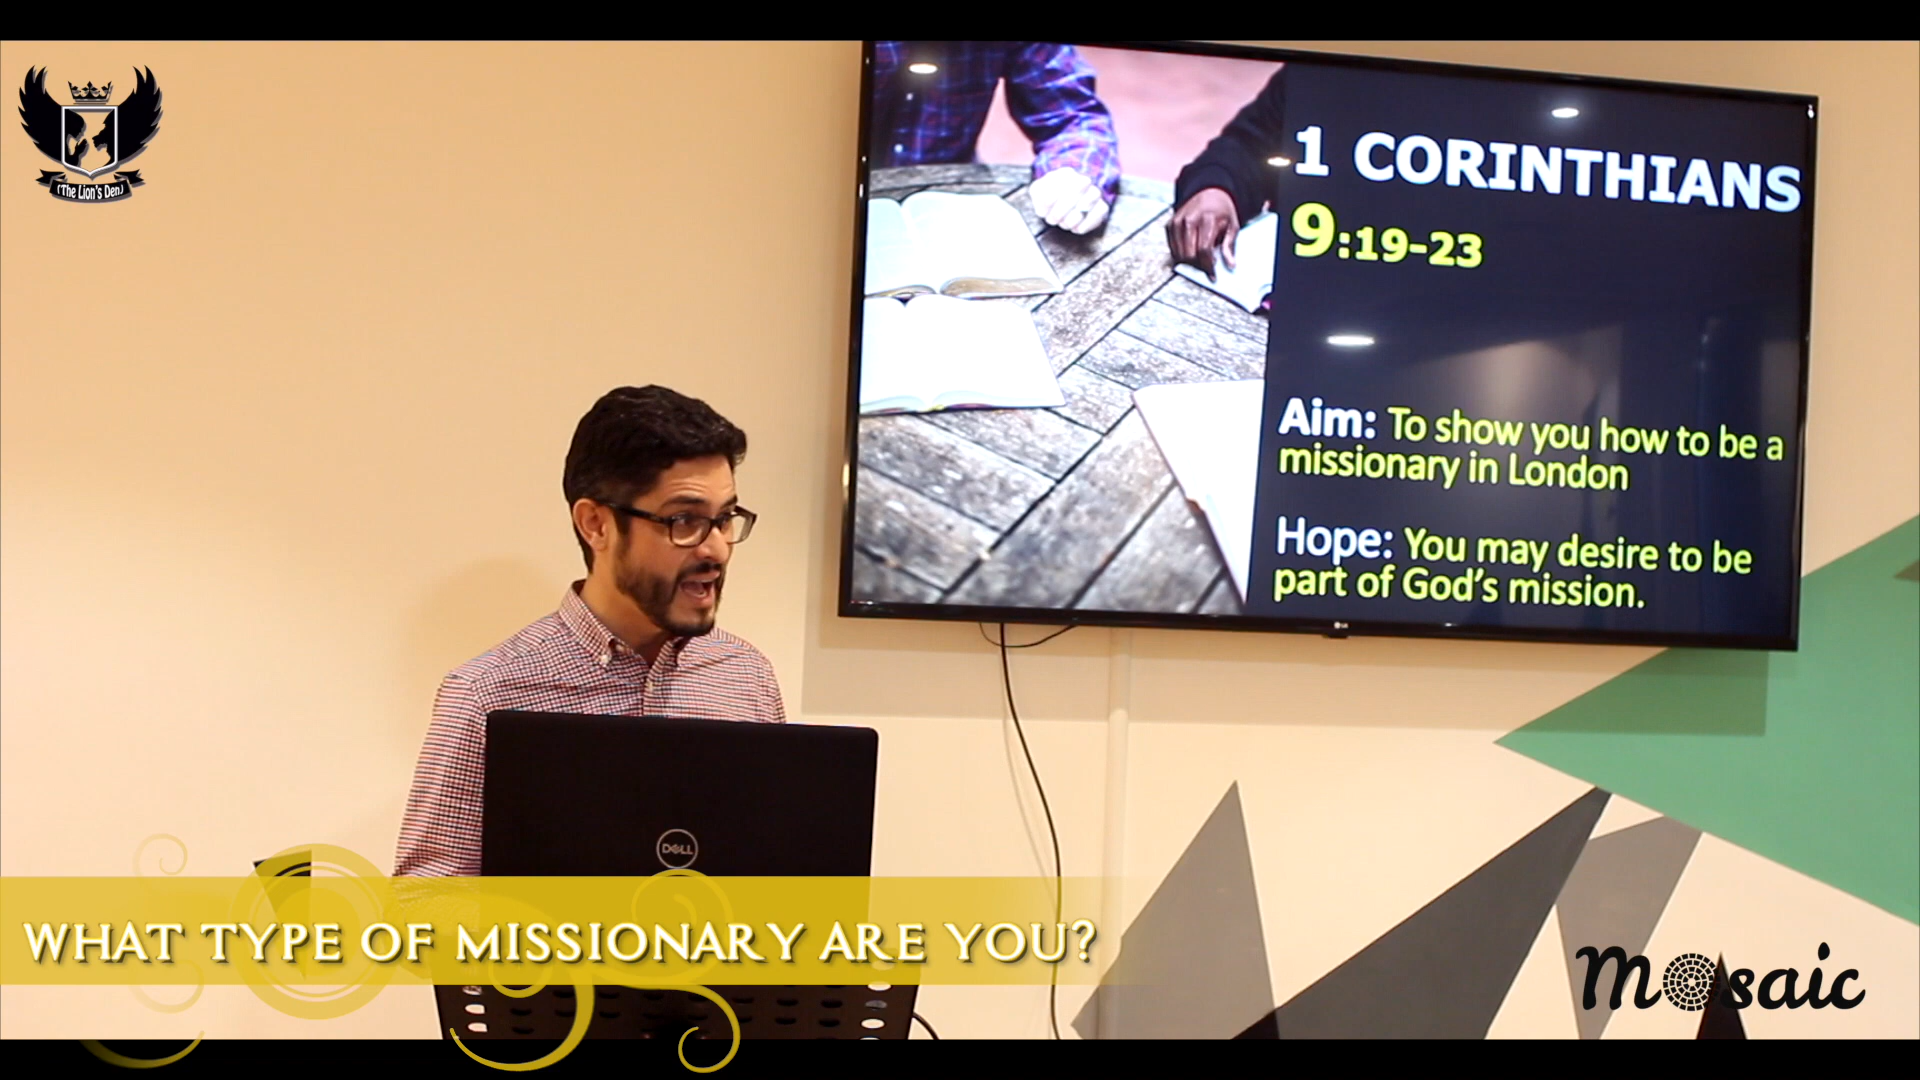 (The Lion's Den)
1 CORINTHIANS
9:19-23
Aim: To show you how to be a
missionary in London
Hope: You may desire to be
part of God's mission.
LG
DELL
WHAT TYPE OF MISSIONARY ARE YOU?
Mosaic